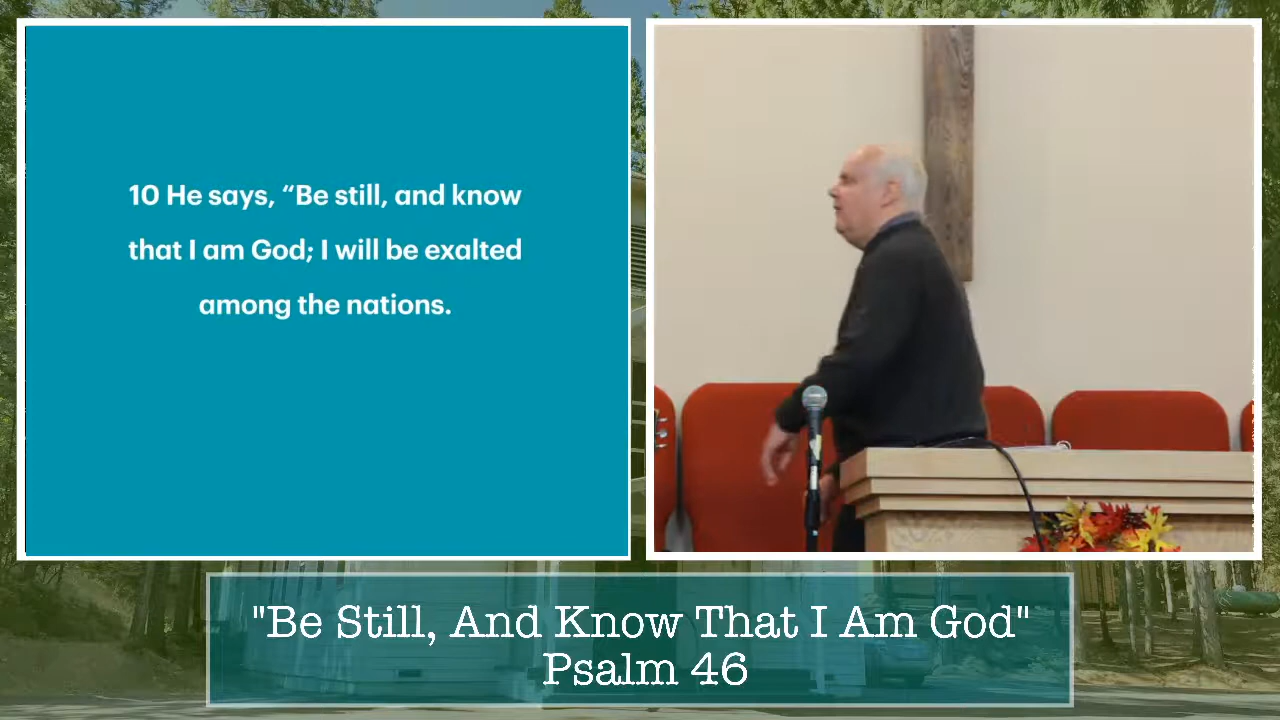 10 He says, “Be still, and know
that I am God; I will be exalted
among the nations.
"Be Still, And Know That I Am God"
Psalm 46